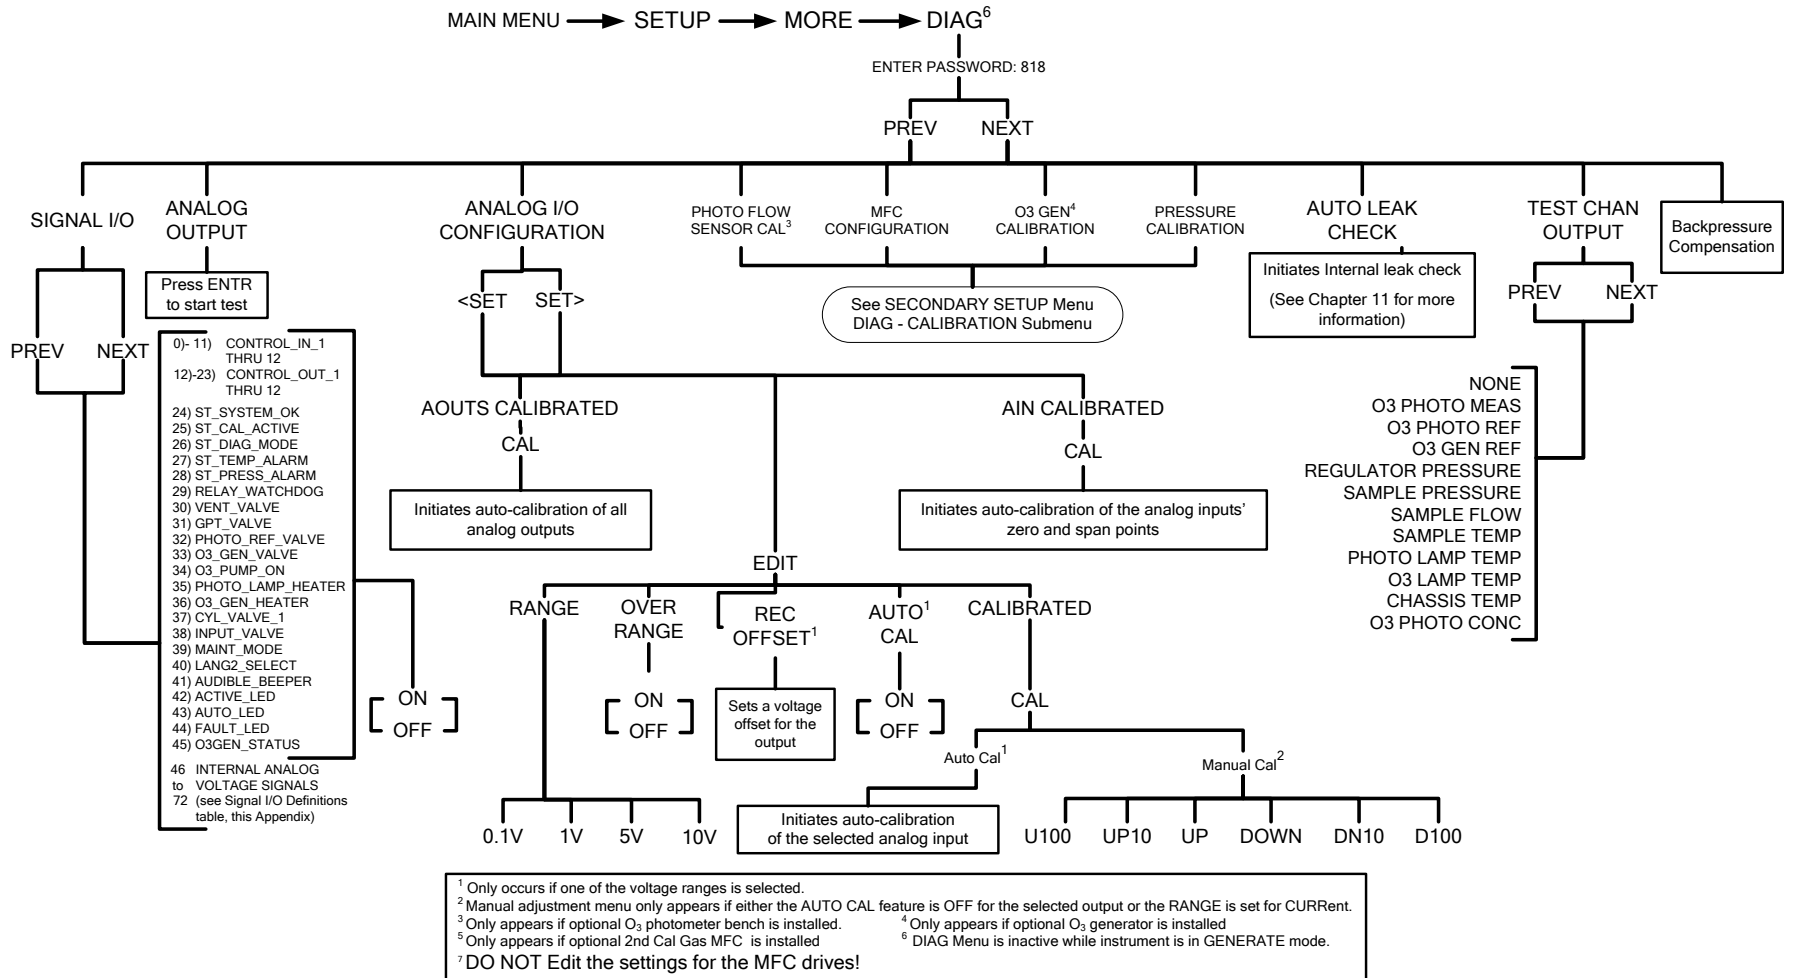 MAIN MENU SETUP MORE DIAG6
ENTER PASSWORD: 818
PREV NEXT
SIGNAL I/O
PREV NEXT
ANALOG
OUTPUT
Press ENTR
to start test
0)- 11) CONTROL_IN_1
THRU 12
12)-23) CONTROL_OUT_1
THRU 12
24) ST_SYSTEM_OK
25) ST_CAL_ACTIVE
26) ST_DIAG_MODE
27) ST_TEMP_ALARM
28) ST_PRESS_ALARM
29) RELAY_WATCHDOG
30) VENT_VALVE
31) GPT_VALVE
32) PHOTO_REF_VALVE
33) O3_GEN_VALVE
34) O3_PUMP_ON
35) PHOTO_LAMP_HEATER
36) O3_GEN_HEATER
37) CYL_VALVE_1
38) INPUT_VALVE
39) MAINT_MODE
40) LANG2_SELECT
41) AUDIBLE_BEEPER
42) ACTIVE_LED
43) AUTO_LED
44) FAULT_LED
45) O3GEN_STATUS
46 INTERNAL ANALOG
to VOLTAGE SIGNALS
72 (see Signal I/O Definitions
table, this Appendix)
ON
OFF
ANALOG I/O
CONFIGURATION
<SET SET>
AOUTS CALIBRATED
CAL
Initiates auto-calibration of all
analog outputs
AIN CALIBRATED
CAL
Initiates auto-calibration of the analog inputs’
zero and span points
EDIT
RANGE
0.1V 1V 5V 10V
OVER
RANGE
ON
OFF
REC
OFFSET1
Sets a voltage
offset for the
output
AUTO1
CAL
ON
OFF
CALIBRATED
CAL
Auto Cal1
Initiates auto-calibration
of the selected analog input
Manual Cal2
U100 UP10 UP DOWN DN10 D100
PHOTO FLOW
SENSOR CAL3
MFC
CONFIGURATION
O3 GEN4
CALIBRATION
PRESSURE
CALIBRATION
See SECONDARY SETUP Menu
DIAG - CALIBRATION Submenu
AUTO LEAK
CHECK
Initiates Internal leak check
(See Chapter 11 for more
information)
TEST CHAN
OUTPUT
PREV NEXT
NONE
O3 PHOTO MEAS
O3 PHOTO REF
O3 GEN REF
REGULATOR PRESSURE
SAMPLE PRESSURE
SAMPLE FLOW
SAMPLE TEMP
PHOTO LAMP TEMP
O3 LAMP TEMP
CHASSIS TEMP
O3 PHOTO CONC
Backpressure
Compensation
1 Only occurs if one of the voltage ranges is selected.
2 Manual adjustment menu only appears if either the AUTO CAL feature is OFF for the selected output or the RANGE is set for CURRent.
3 Only appears if optional O3 photometer bench is installed. 4 Only appears if optional O3 generator is installed
5 Only appears if optional 2nd Cal Gas MFC is installed 6 DIAG Menu is inactive while instrument is in GENERATE mode.
7 DO NOT Edit the settings for the MFC drives!